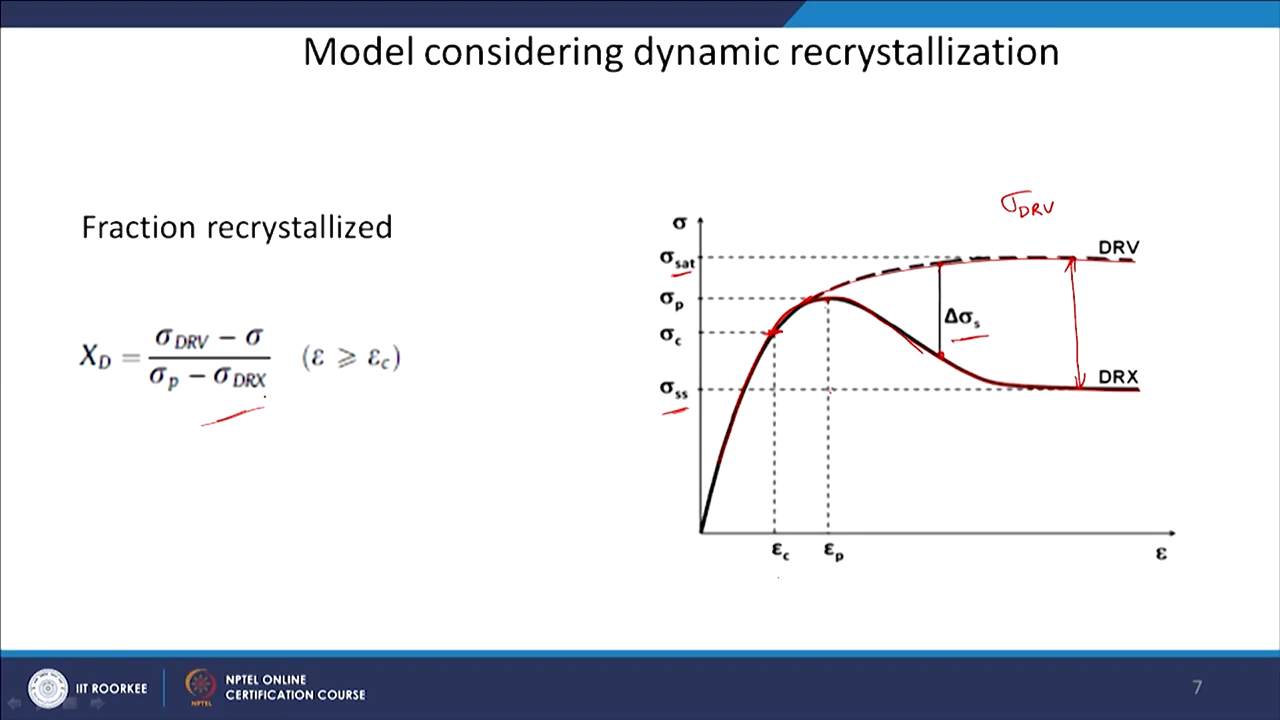 Model considering dynamic recrystallization
Fraction recrystallized
X_D = (σ_DRV − σ) / (σ_p − σ_DRX) (ε ⩾ ε_c)
σ_DRV
σ
σ_sat
σ_p
σ_c
σ_ss
DRV
Δσ_s
DRX
ε_c
ε_p
ε
IIT ROORKEE
NPTEL
NPTEL ONLINE
CERTIFICATION COURSE
7